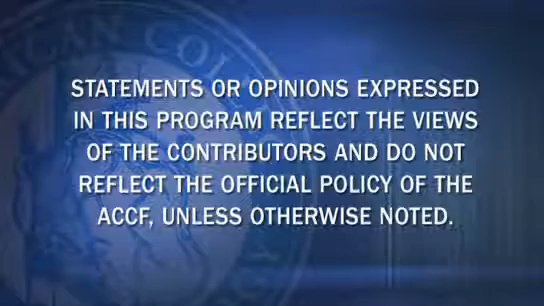 STATEMENTS OR OPINIONS EXPRESSED
IN THIS PROGRAM REFLECT THE VIEWS
OF THE CONTRIBUTORS AND DO NOT
REFLECT THE OFFICIAL POLICY OF THE
ACCF, UNLESS OTHERWISE NOTED.